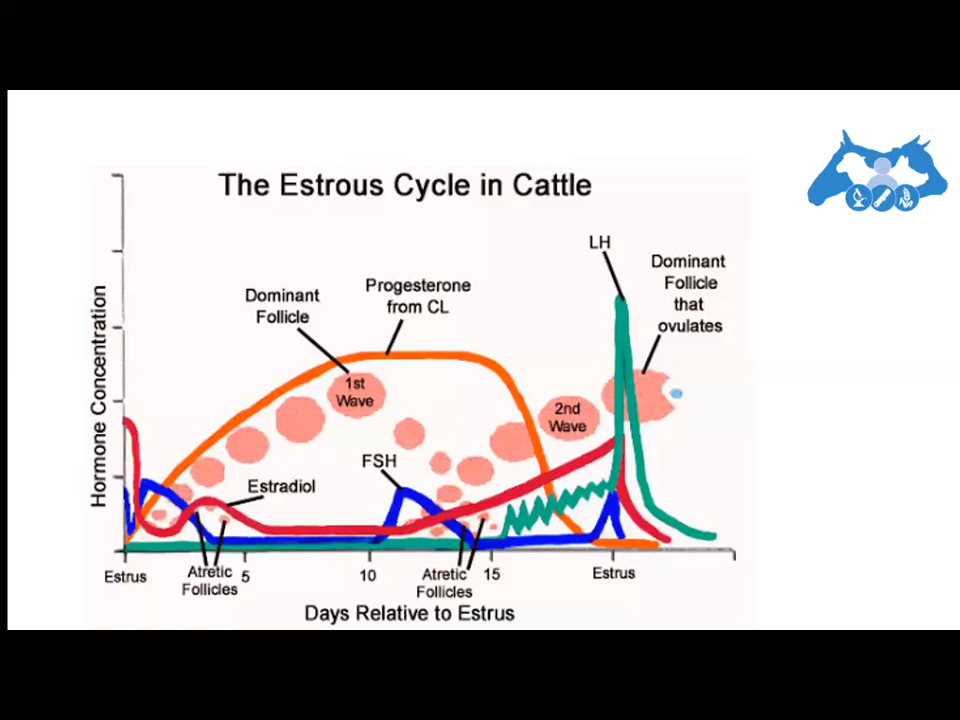 The Estrous Cycle in Cattle
LH
Dominant
Follicle
that
ovulates
Progesterone
from CL
Dominant
Follicle
1st
Wave
2nd
Wave
FSH
Estradiol
Hormone Concentration
Estrus
Atretic
Follicles
5
10
Atretic
Follicles
15
Estrus
Days Relative to Estrus